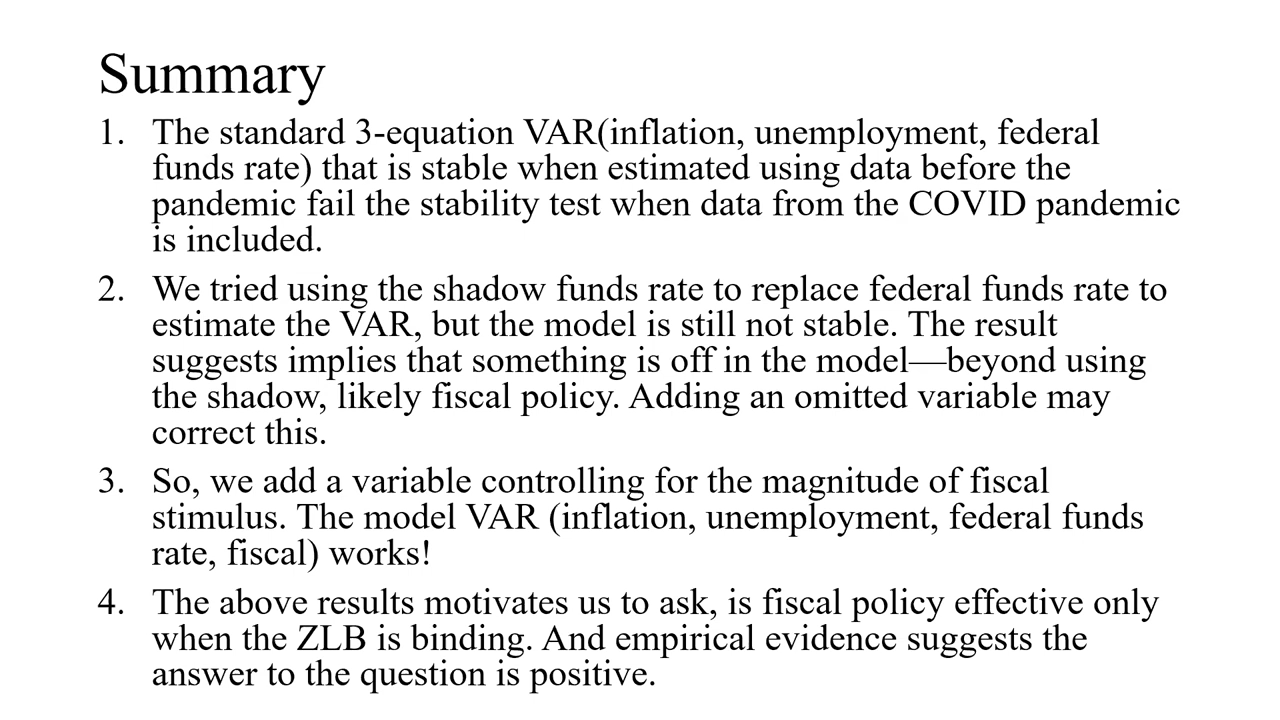 Summary
1. The standard 3-equation VAR(inflation, unemployment, federal
funds rate) that is stable when estimated using data before the
pandemic fail the stability test when data from the COVID pandemic
is included.
2. We tried using the shadow funds rate to replace federal funds rate to
estimate the VAR, but the model is still not stable. The result
suggests implies that something is off in the model—beyond using
the shadow, likely fiscal policy. Adding an omitted variable may
correct this.
3. So, we add a variable controlling for the magnitude of fiscal
stimulus. The model VAR (inflation, unemployment, federal funds
rate, fiscal) works!
4. The above results motivates us to ask, is fiscal policy effective only
when the ZLB is binding. And empirical evidence suggests the
answer to the question is positive.